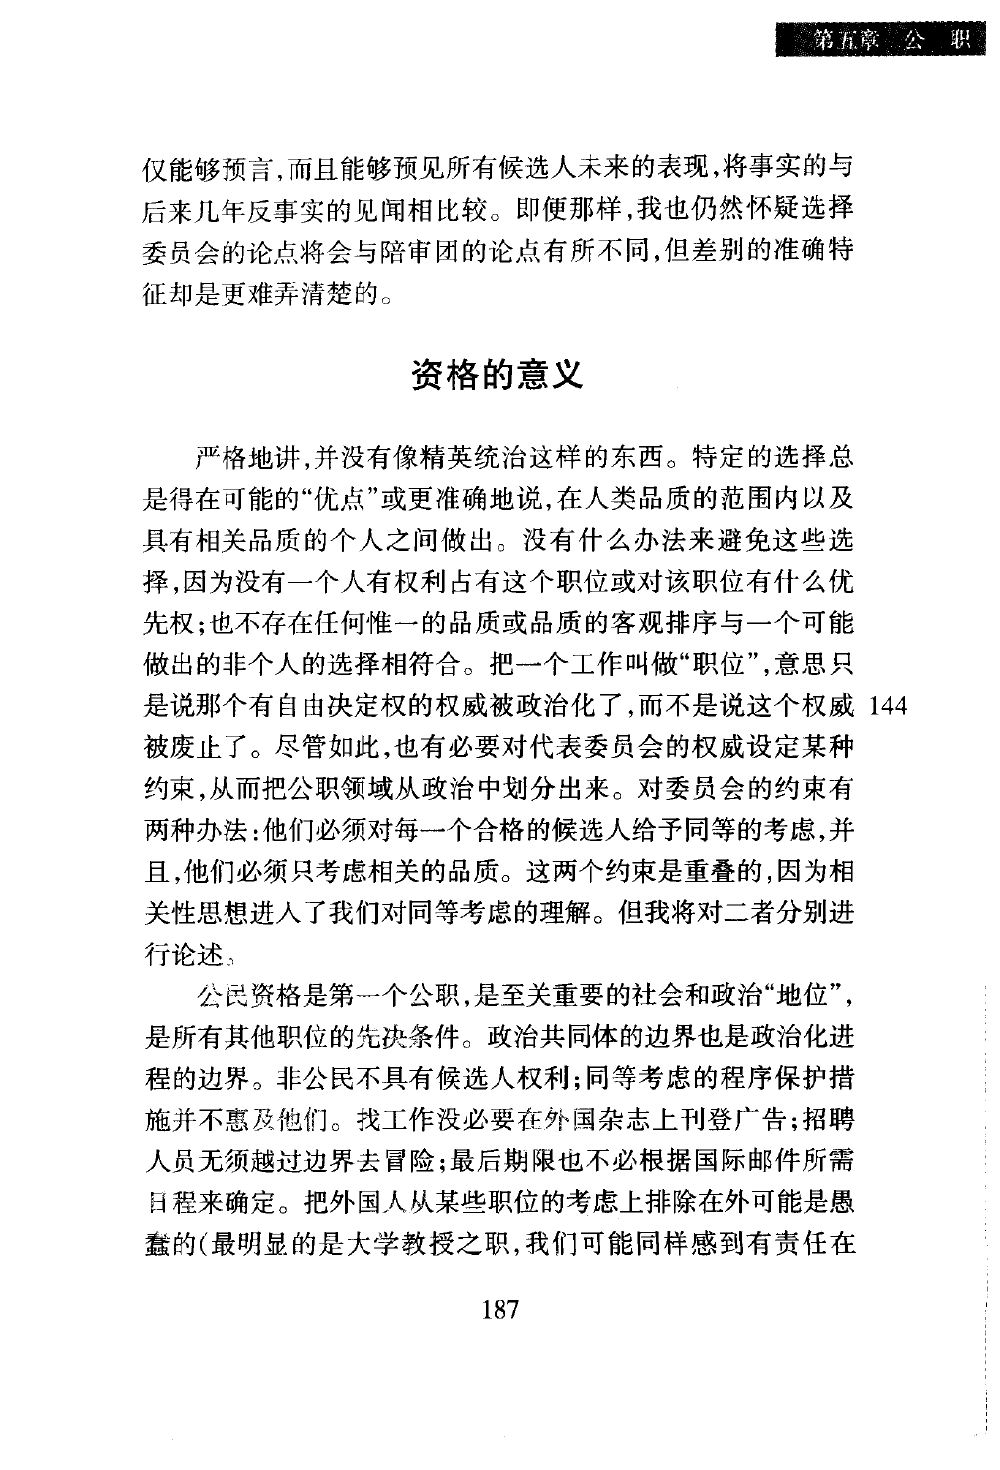 第五章 公 职
仅能够预言,而且能够预见所有候选人未来的表现,将事实的与
后来几年反事实的见闻相比较。即便那样,我也仍然怀疑选择
委员会的论点将会与陪审团的论点有所不同,但差别的准确特
征却是更难弄清楚的。
资格的意义
严格地讲,并没有像精英统治这样的东西。特定的选择总
是得在可能的“优点”或更准确地说,在人类品质的范围内以及
具有相关品质的个人之间做出。没有什么办法来避免这些选
择,因为没有一个人有权利占有这个职位或对该职位有什么优
先权;也不存在任何惟一的品质或品质的客观排序与一个可能
做出的非个人的选择相符合。把一个工作叫做“职位”,意思只
是说那个有自由决定权的权威被政治化了,而不是说这个权威 144
被废止了。尽管如此,也有必要对代表委员会的权威设定某种
约束,从而把公职领域从政治中划分出来。对委员会的约束有
两种办法:他们必须对每一个合格的候选人给予同等的考虑,并
且,他们必须只考虑相关的品质。这两个约束是重叠的,因为相
关性思想进入了我们对同等考虑的理解。但我将对二者分别进
行论述。
公民资格是第一个公职,是至关重要的社会和政治“地位”,
是所有其他职位的先决条件。政治共同体的边界也是政治化进
程的边界。非公民不具有候选人权利;同等考虑的程序保护措
施并不惠及他们。找工作没必要在外国杂志上刊登广告;招聘
人员无须越过边界去冒险;最后期限也不必根据国际邮件所需
日程来确定。把外国人从某些职位的考虑上排除在外可能是愚
蠢的(最明显的是大学教授之职,我们可能同样感到有责任在
187